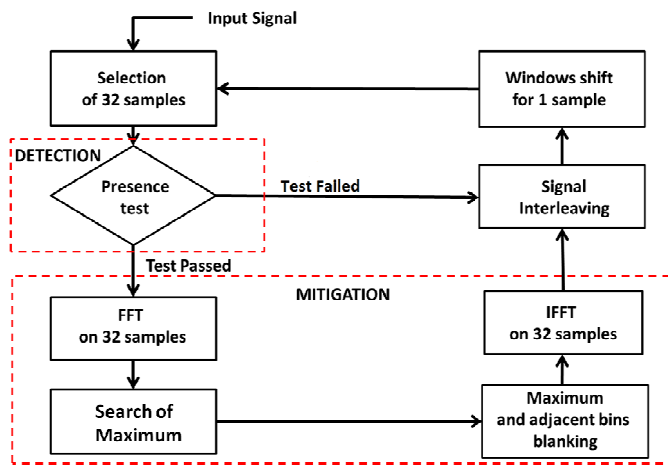 Input Signal
Selection
of 32 samples
Windows shift
for 1 sample
DETECTION
Presence
test
Test Failed
Signal
Interleaving
Test Passed
MITIGATION
FFT
on 32 samples
IFFT
on 32 samples
Search of
Maximum
Maximum
and adjacent bins
blanking